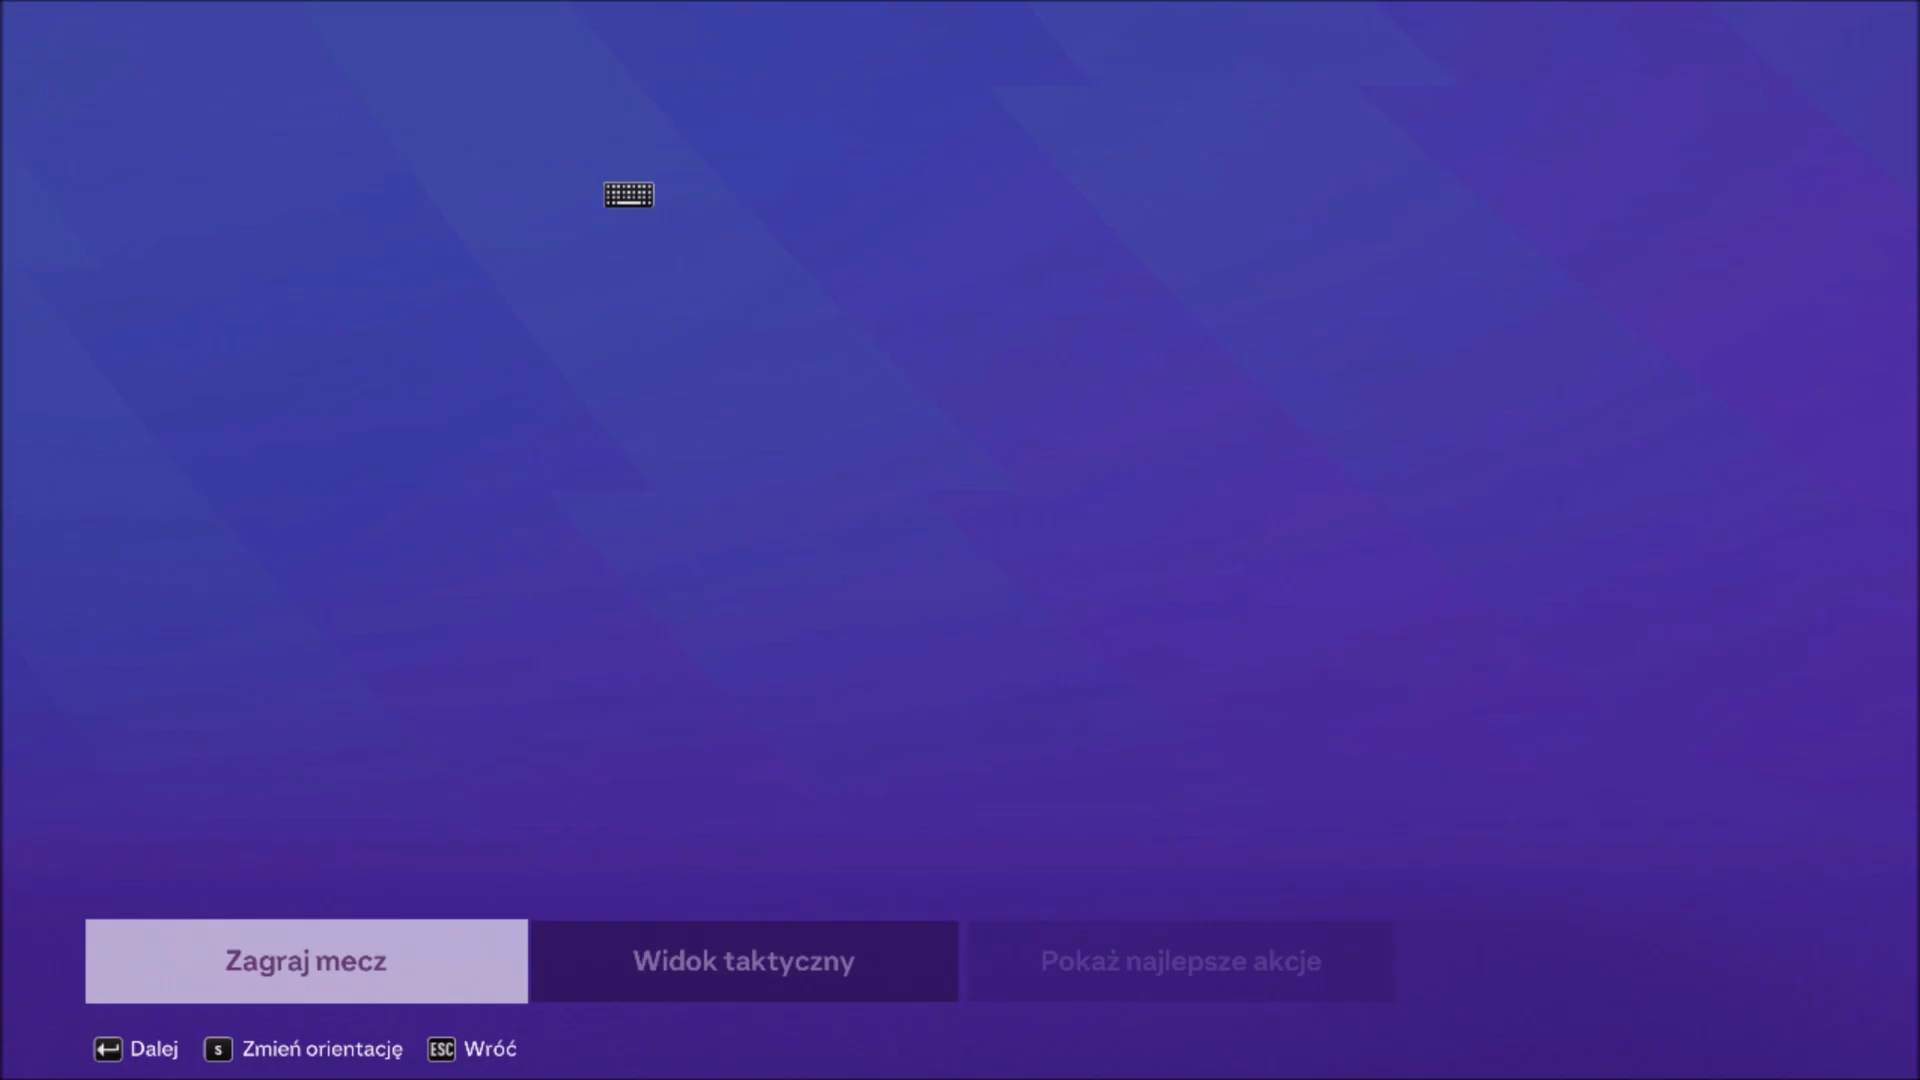 Zagraj mecz
Widok taktyczny
Pokaż najlepsze akcje
Dalej
s Zmień orientację
ESC Wróć